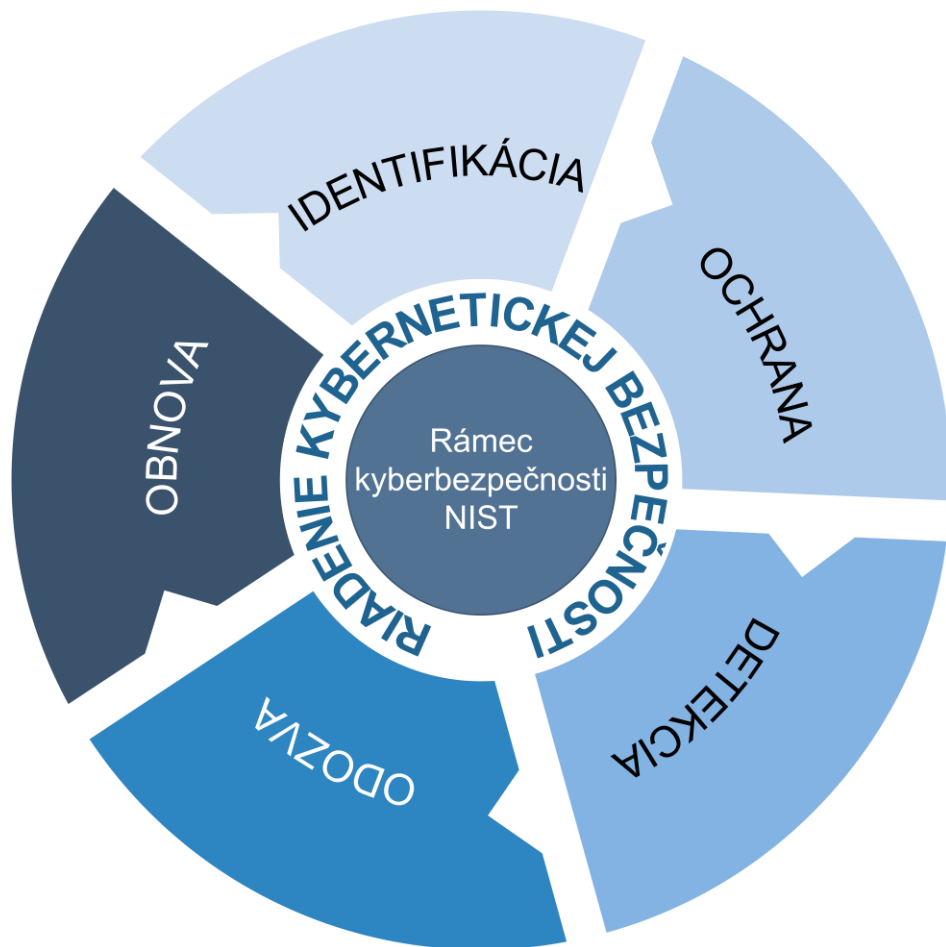 IDENTIFIKÁCIA
OCHRANA
DETEKCIA
ODOZVA
OBNOVA
RIADENIE KYBERNETICKEJ BEZPEČNOSTI
Rámec
kyberbezpečnosti
NIST